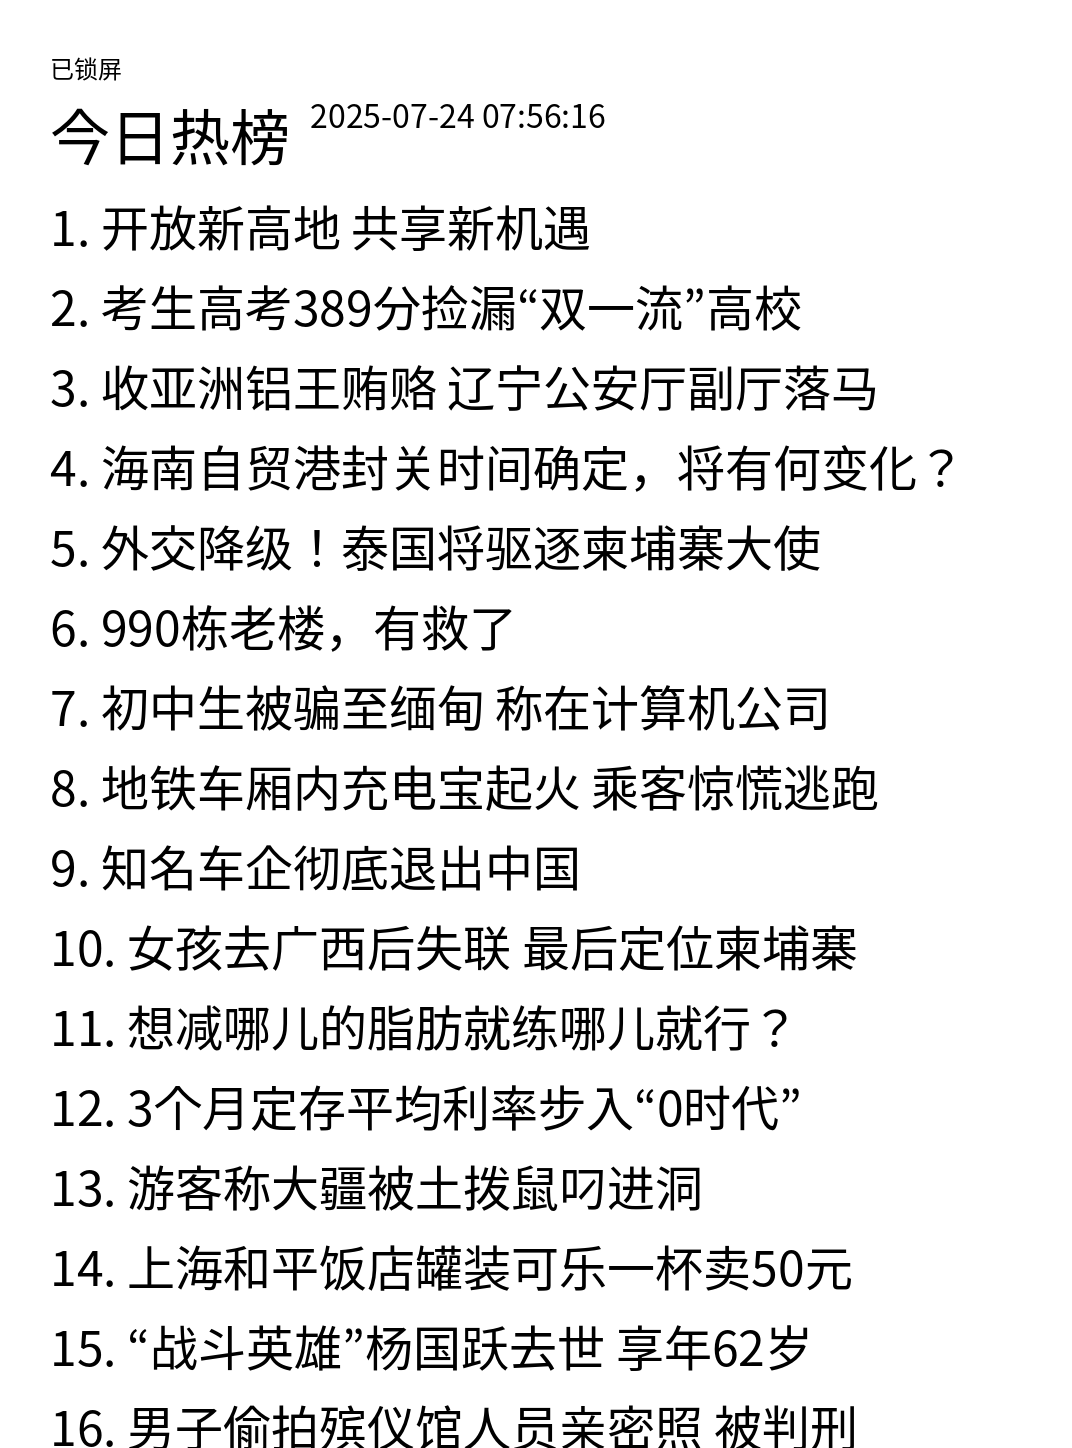 已锁屏
今日热榜 2025-07-24 07:56:16
1. 开放新高地 共享新机遇
2. 考生高考389分捡漏“双一流”高校
3. 收亚洲铝王贿赂 辽宁公安厅副厅落马
4. 海南自贸港封关时间确定，将有何变化？
5. 外交降级！泰国将驱逐柬埔寨大使
6. 990栋老楼，有救了
7. 初中生被骗至缅甸 称在计算机公司
8. 地铁车厢内充电宝起火 乘客惊慌逃跑
9. 知名车企彻底退出中国
10. 女孩去广西后失联 最后定位柬埔寨
11. 想减哪儿的脂肪就练哪儿就行？
12. 3个月定存平均利率步入“0时代”
13. 游客称大疆被土拨鼠叼进洞
14. 上海和平饭店罐装可乐一杯卖50元
15. “战斗英雄”杨国跃去世 享年62岁
16. 男子偷拍殡仪馆人员亲密照 被判刑